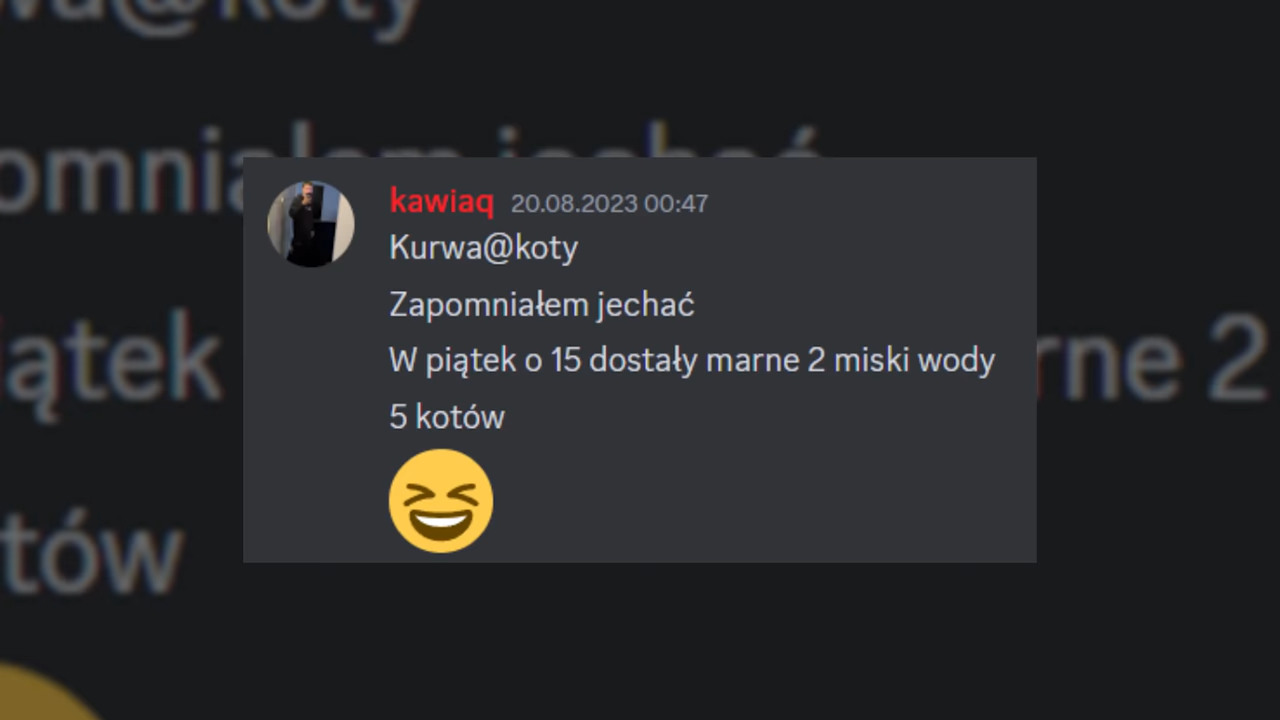 kawiaq 20.08.2023 00:47
Kurwa@koty
Zapomniałem jechać
W piątek o 15 dostały marne 2 miski wody
5 kotów